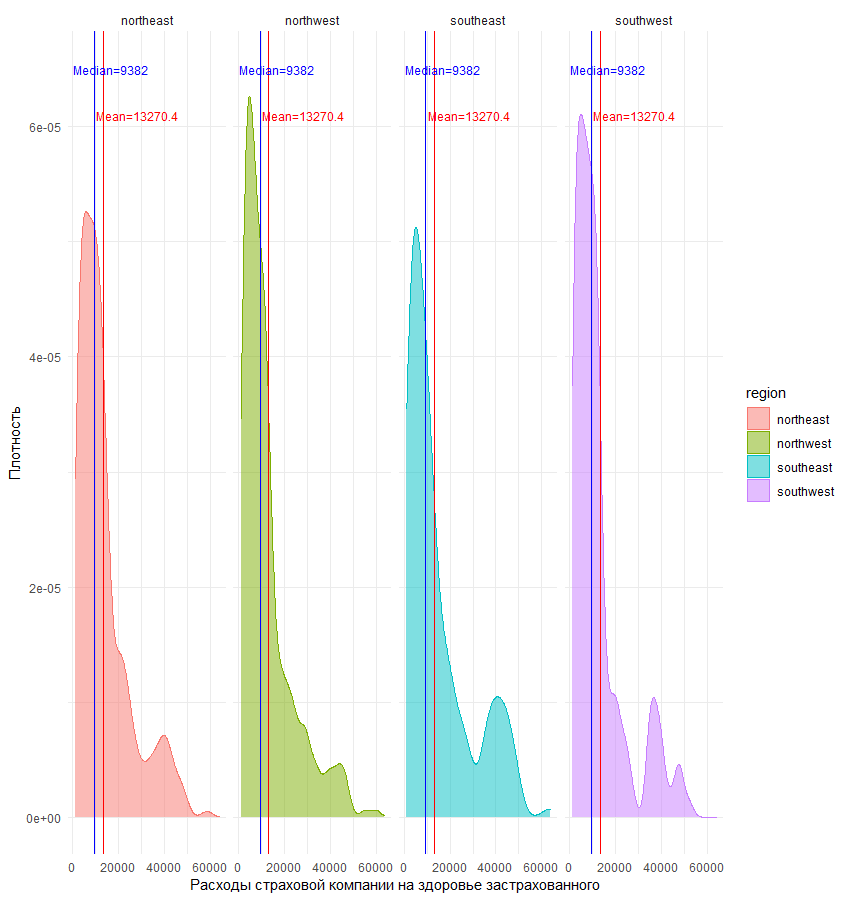 northeast northwest southeast southwest
Median=9382 Median=9382 Median=9382 Median=9382
Mean=13270.4 Mean=13270.4 Mean=13270.4 Mean=13270.4
6e-05
4e-05
2e-05
0e+00
Плотность
region
northeast
northwest
southeast
southwest
0 20000 40000 60000 0 20000 40000 60000 0 20000 40000 60000 0 20000 40000 60000
Расходы страховой компании на здоровье застрахованного